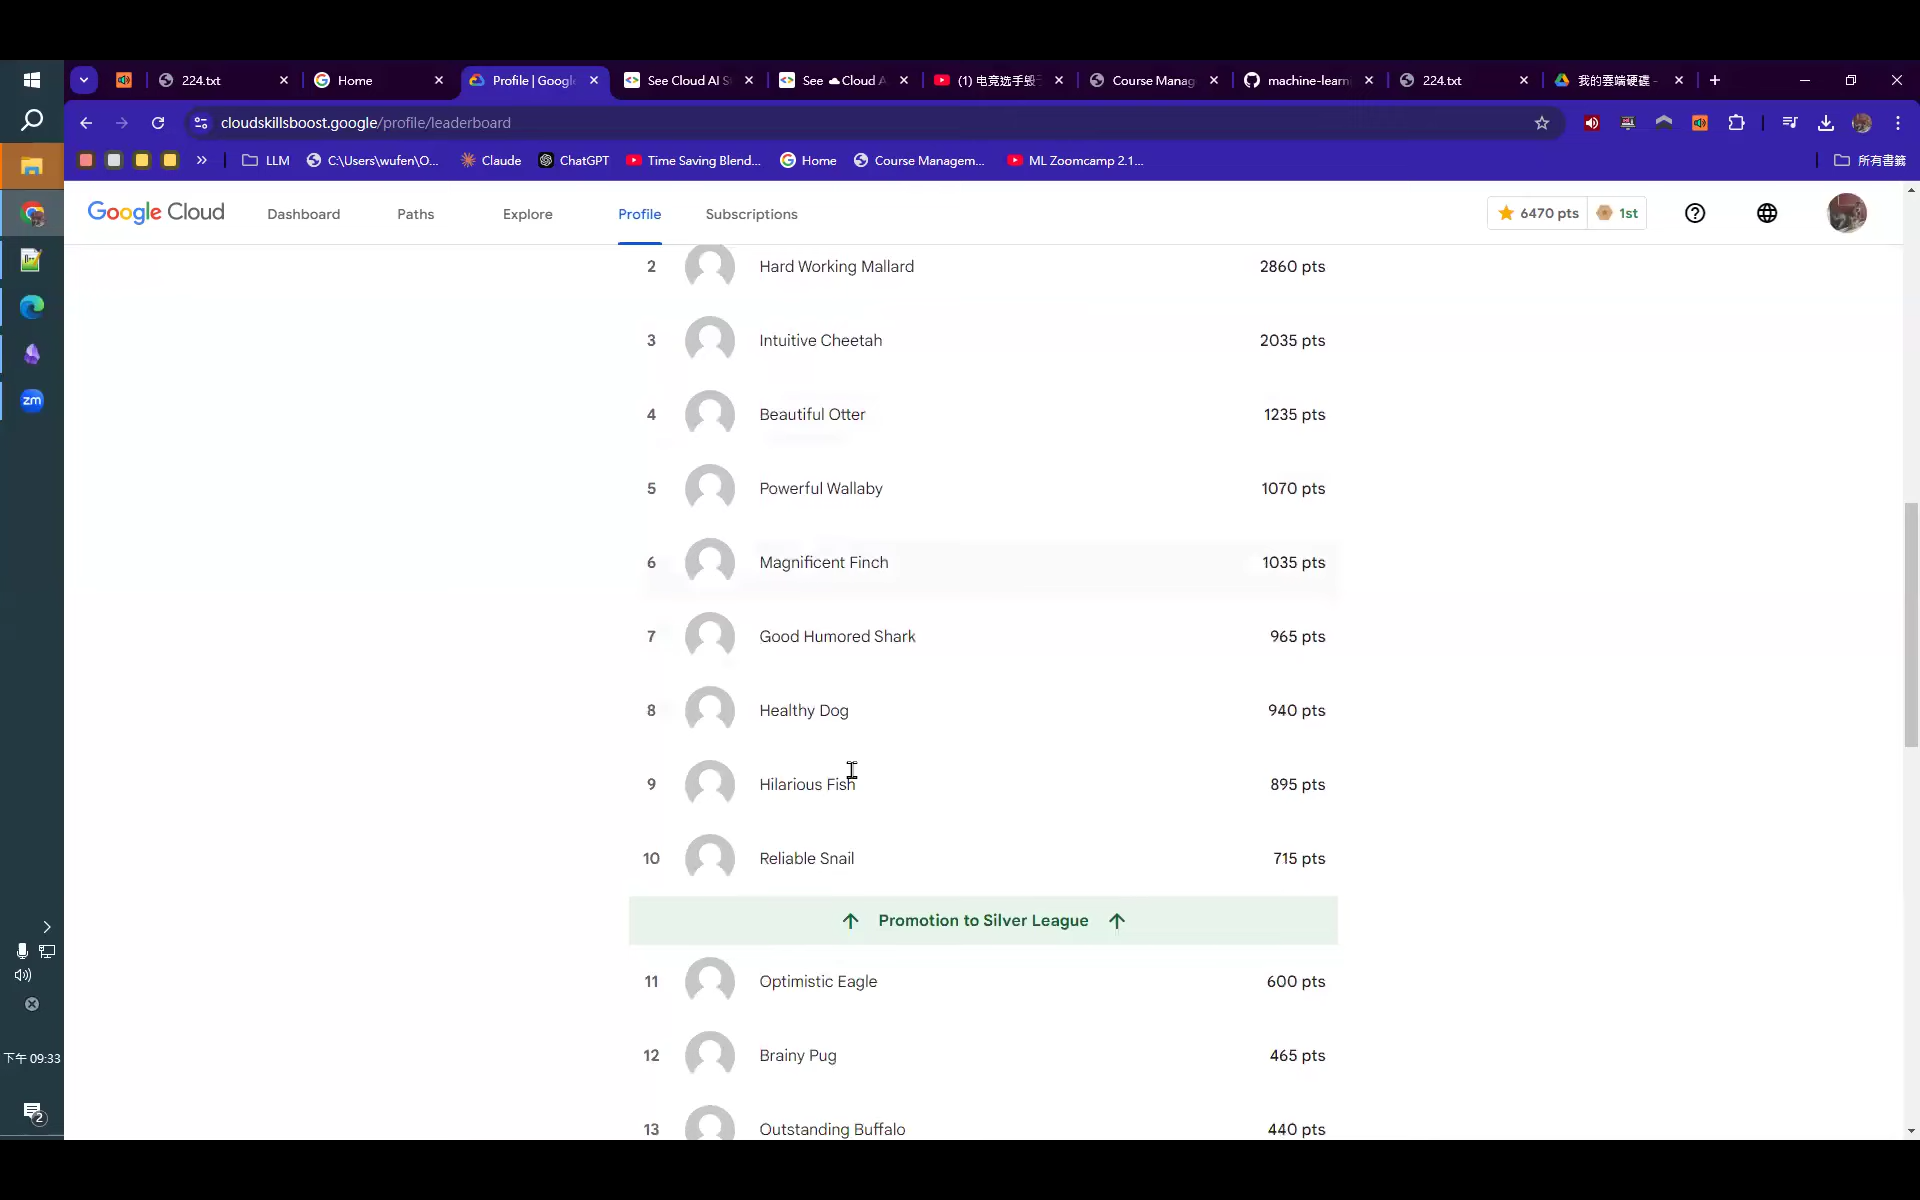 224.txt
Home
Profile | Google
See Cloud AI S
See Cloud A
(1) 电竞选手毁
Course Manag
machine-learn
224.txt
我的雲端硬碟 -
cloudskillsboost.google/profile/leaderboard
LLM
C:\Users\wufen\O...
Claude
ChatGPT
Time Saving Blend...
Home
Course Managem...
ML Zoomcamp 2.1...
所有書籤
Google Cloud
Dashboard
Paths
Explore
Profile
Subscriptions
6470 pts
1st
2 Hard Working Mallard 2860 pts
3 Intuitive Cheetah 2035 pts
4 Beautiful Otter 1235 pts
5 Powerful Wallaby 1070 pts
6 Magnificent Finch 1035 pts
7 Good Humored Shark 965 pts
8 Healthy Dog 940 pts
9 Hilarious Fish 895 pts
10 Reliable Snail 715 pts
Promotion to Silver League
11 Optimistic Eagle 600 pts
12 Brainy Pug 465 pts
13 Outstanding Buffalo 440 pts
zm
下午 09:33
2